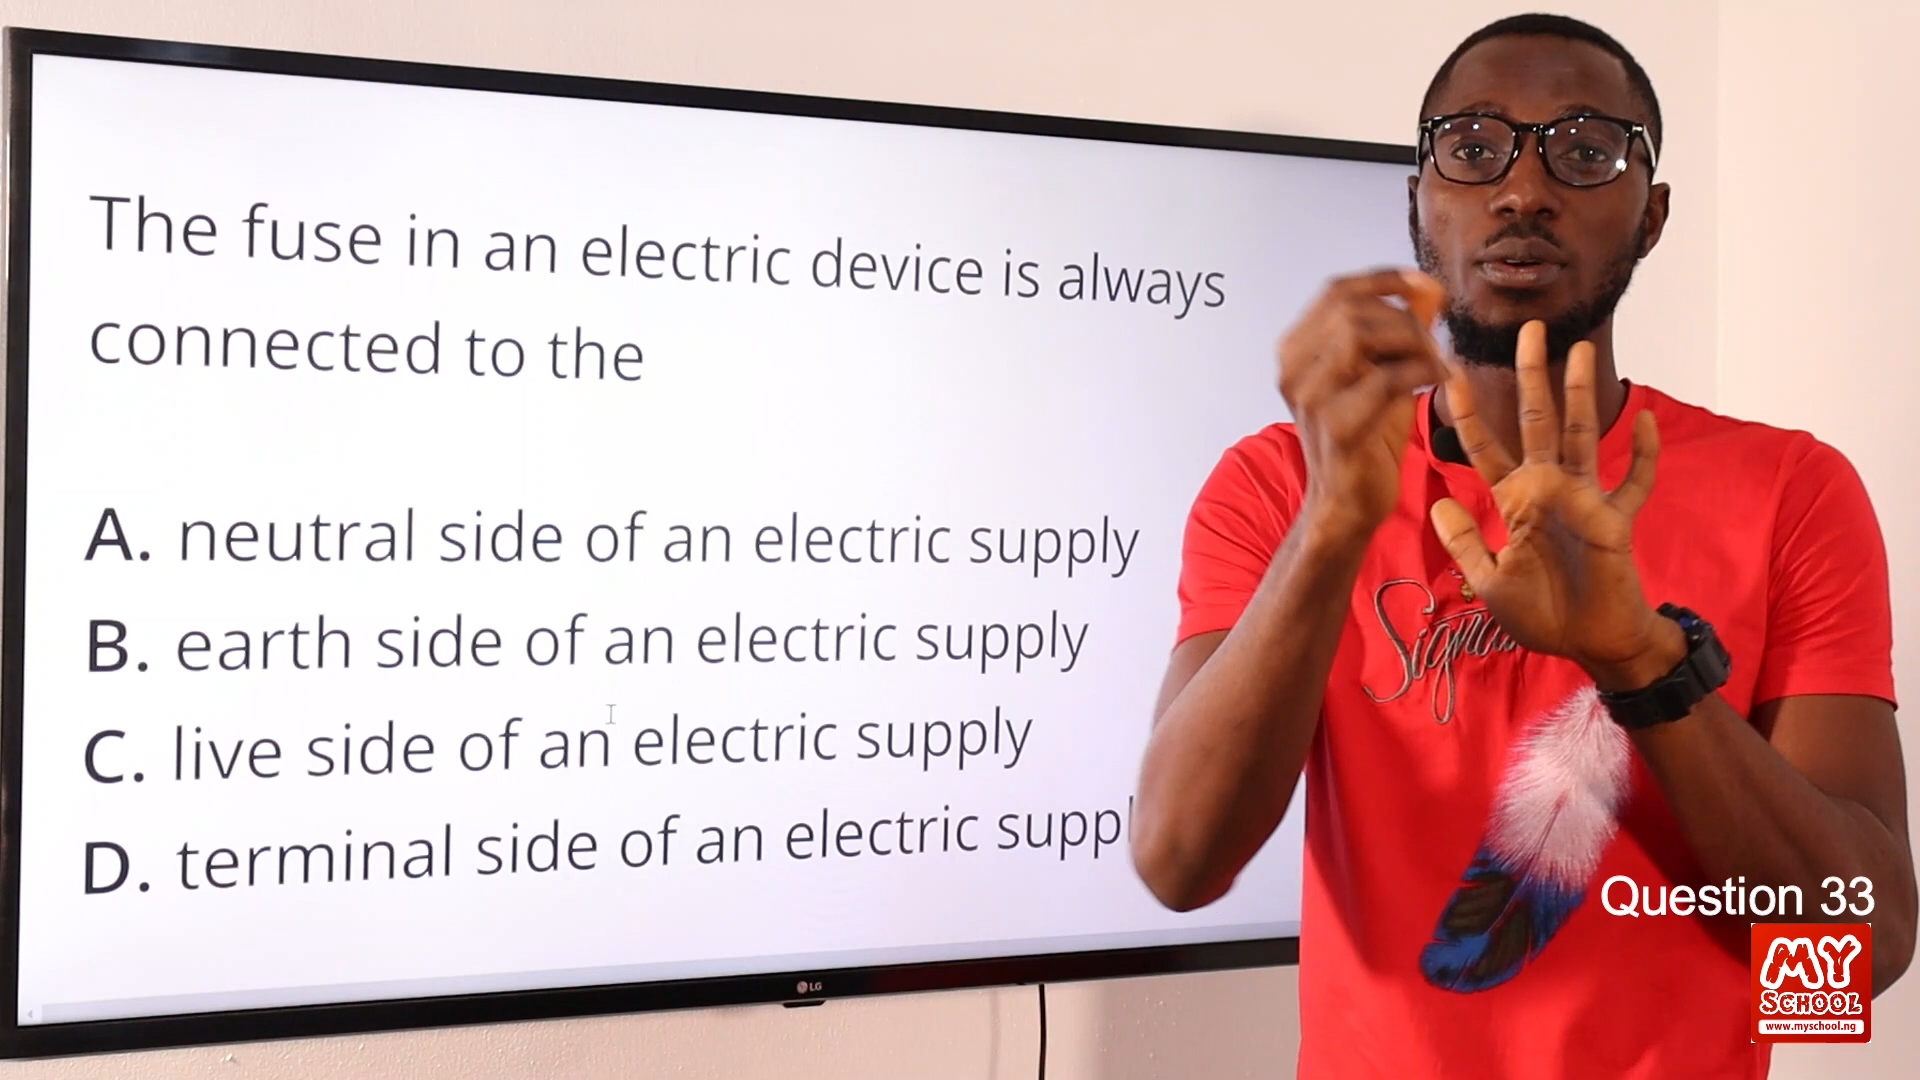 The fuse in an electric device is always
connected to the
A. neutral side of an electric supply
B. earth side of an electric supply
C. live side of an electric supply
D. terminal side of an electric suppl
LG
Question 33
MY
SCHOOL
www.myschool.ng